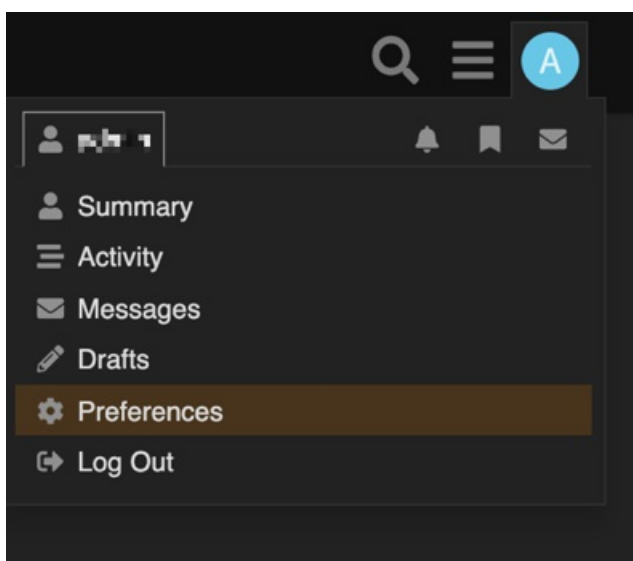 A
Summary
Activity
Messages
Drafts
Preferences
Log Out